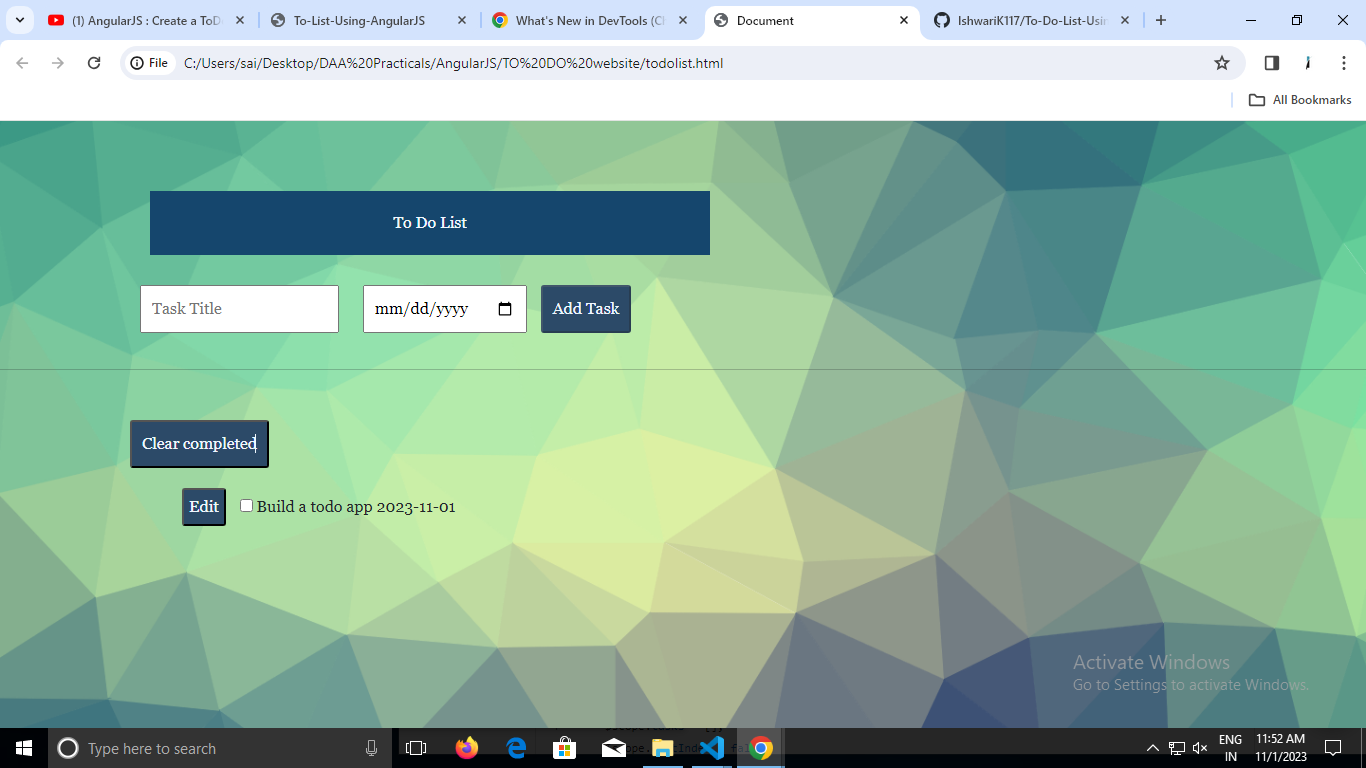 (1) AngularJS : Create a ToD
To-List-Using-AngularJS
What's New in DevTools (Ch
Document
IshwariK117/To-Do-List-Usin
File
C:/Users/sai/Desktop/DAA%20Practicals/AngularJS/TO%20DO%20website/todolist.html
All Bookmarks
To Do List
Task Title
mm/dd/yyyy
Add Task
Clear completed
Edit
Build a todo app 2023-11-01
Activate Windows
Go to Settings to activate Windows.
Type here to search
ENG
IN
11:52 AM
11/1/2023